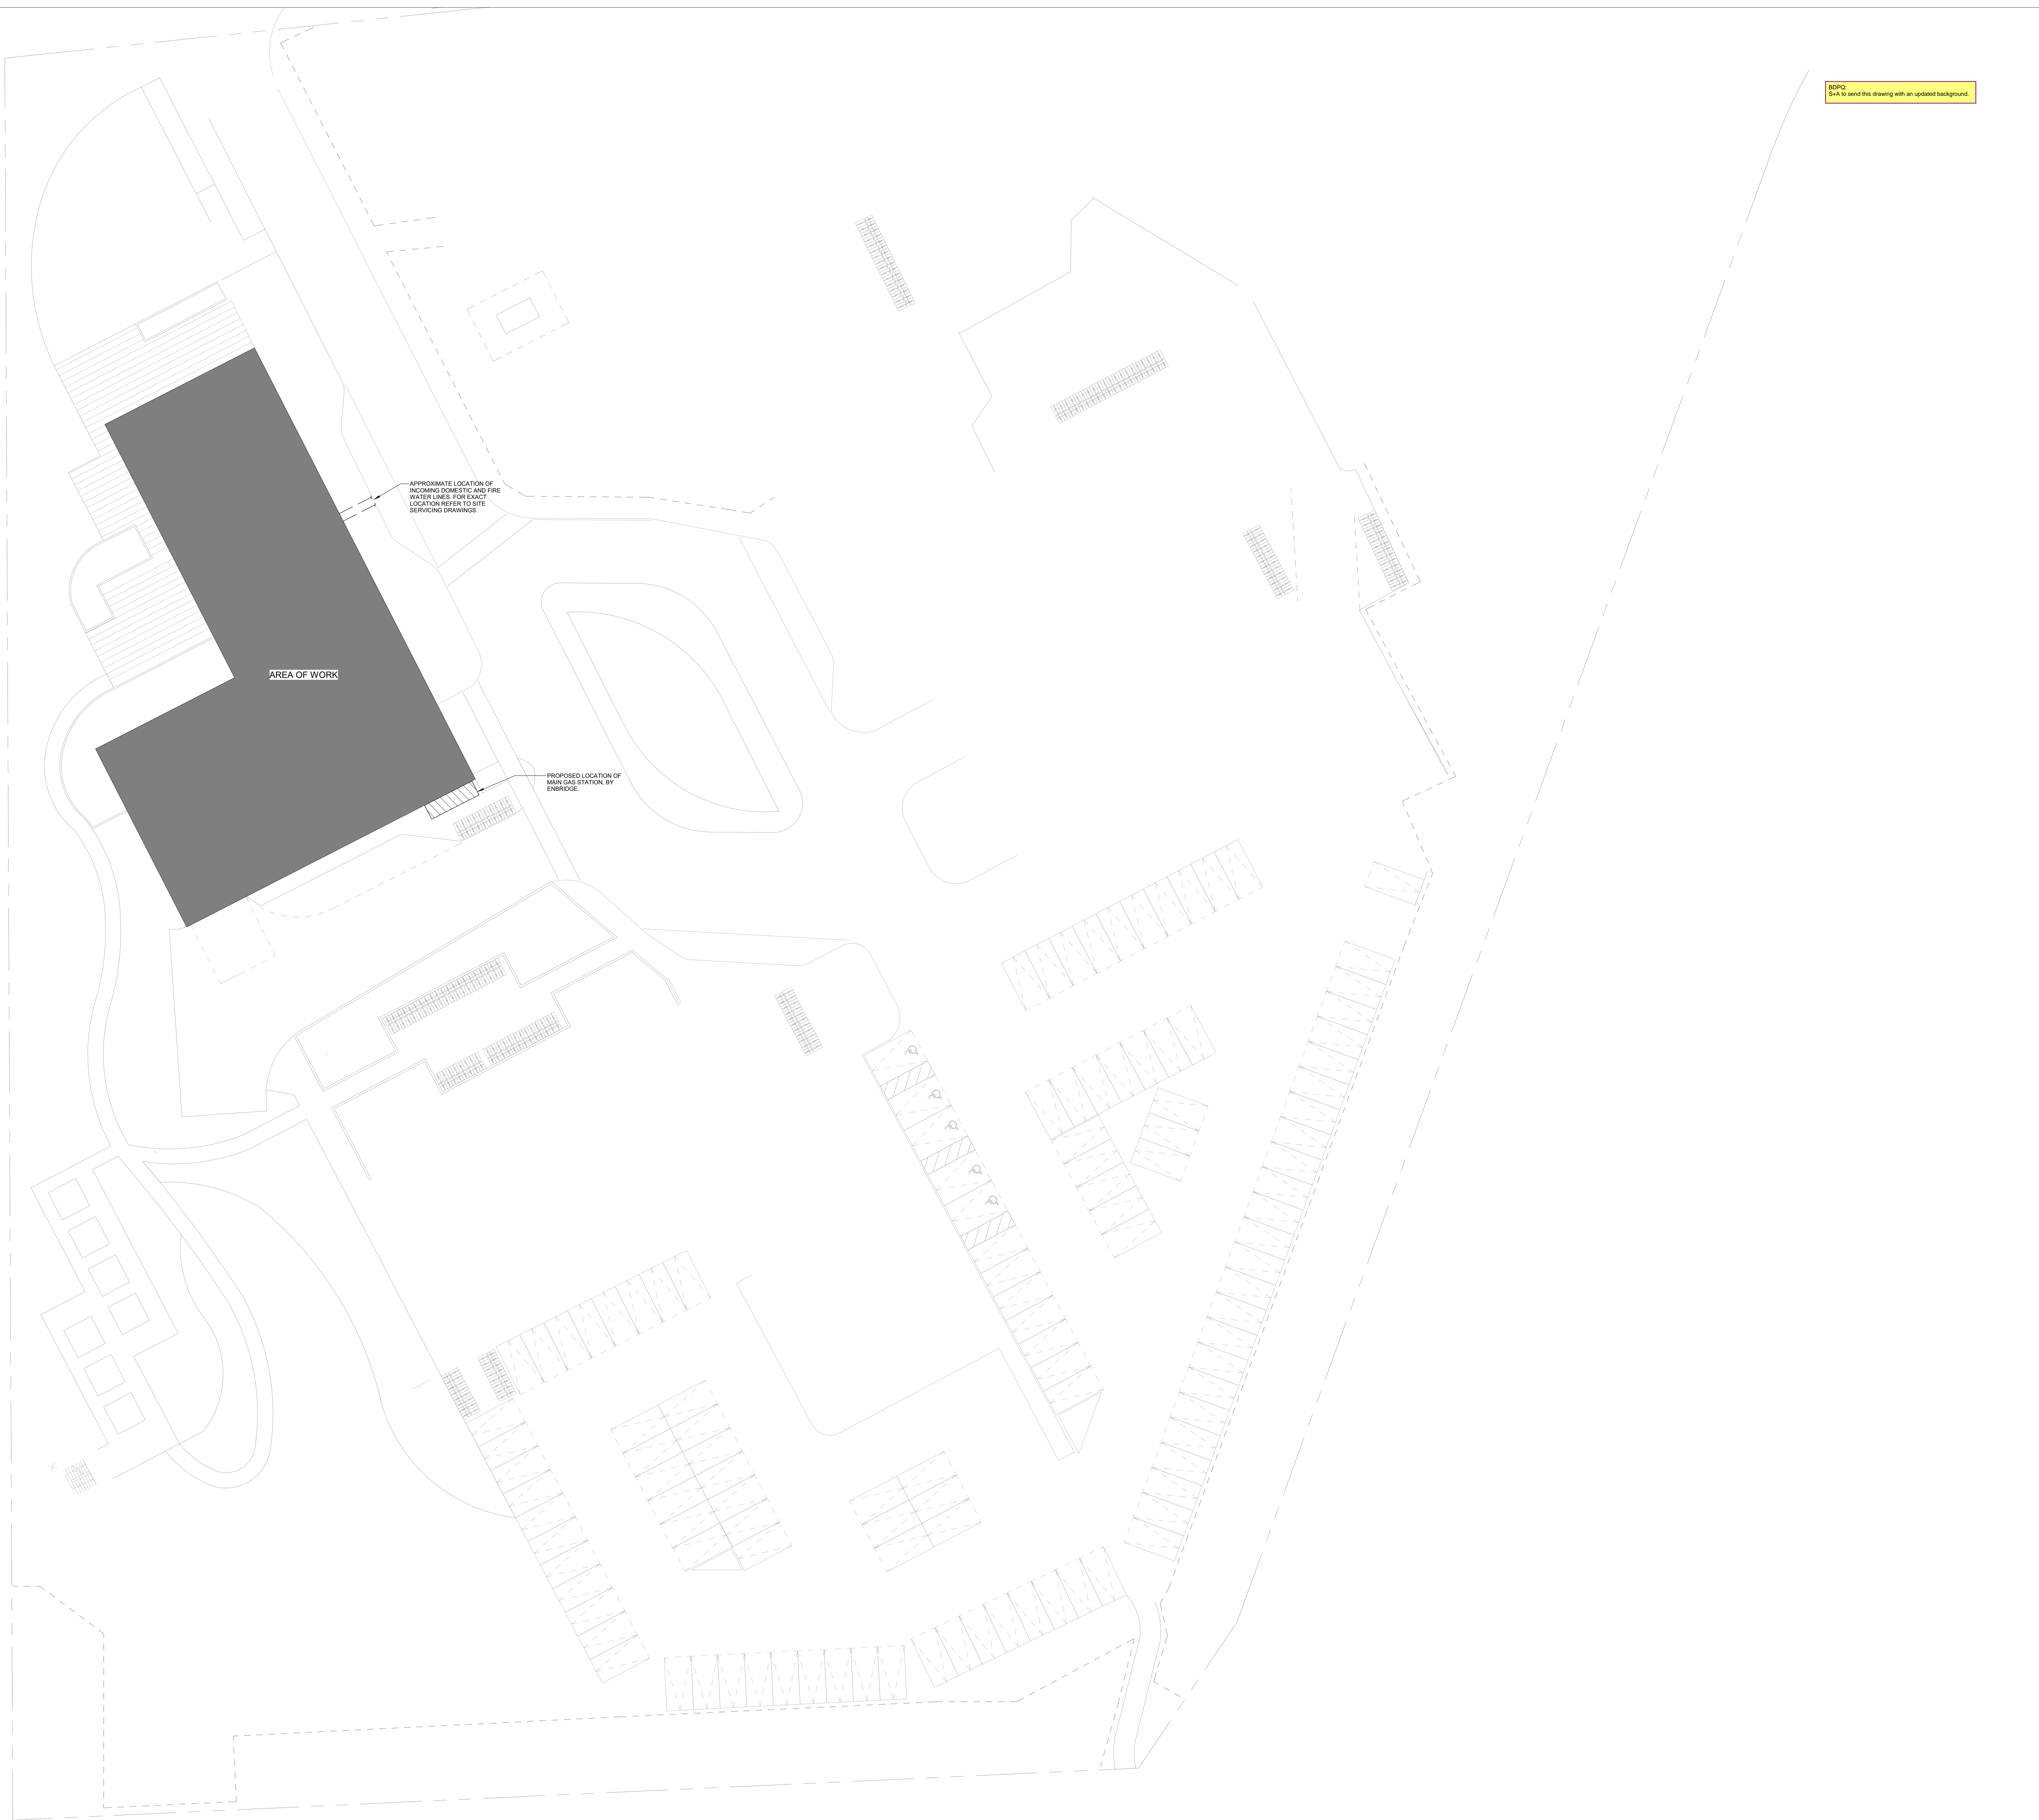 BDPQ:
S+A to send this drawing with an updated background.
APPROXIMATE LOCATION OF
INCOMING DOMESTIC AND FIRE
WATER LINES. FOR EXACT
LOCATION REFER TO SITE
SERVICING DRAWINGS.
AREA OF WORK
PROPOSED LOCATION OF
MAIN GAS STATION, BY
ENBRIDGE.